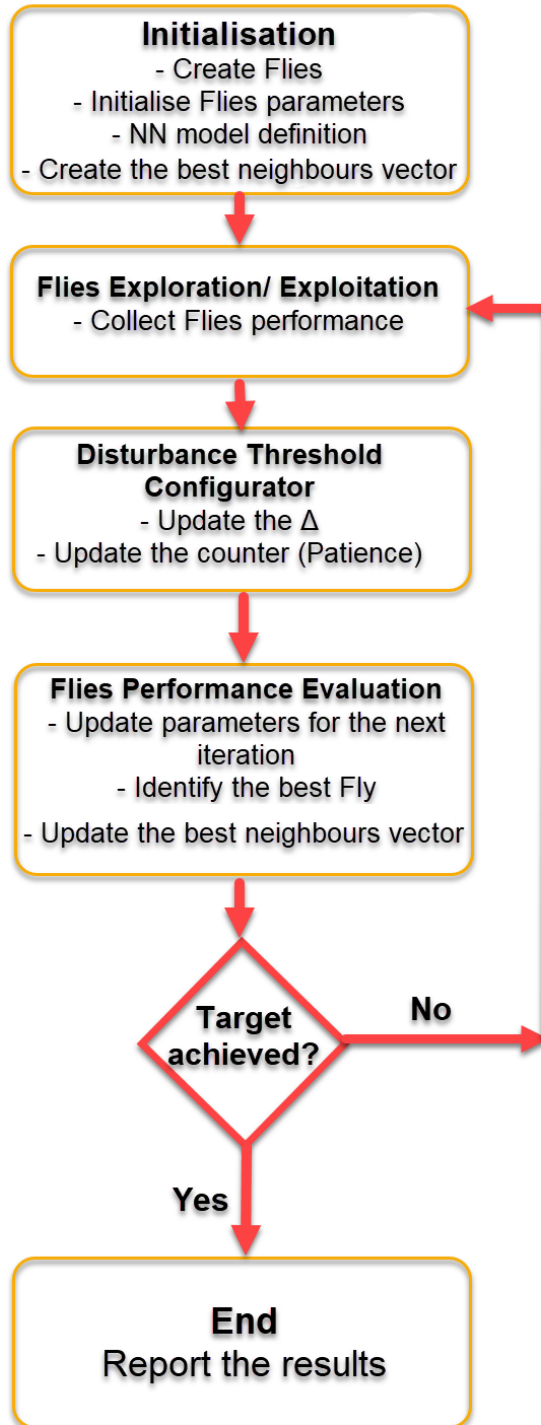 Initialisation
- Create Flies
- Initialise Flies parameters
- NN model definition
- Create the best neighbours vector
Flies Exploration/ Exploitation
- Collect Flies performance
Disturbance Threshold
Configurator
- Update the Δ
- Update the counter (Patience)
Flies Performance Evaluation
- Update parameters for the next
iteration
- Identify the best Fly
- Update the best neighbours vector
Target
achieved?
No
Yes
End
Report the results